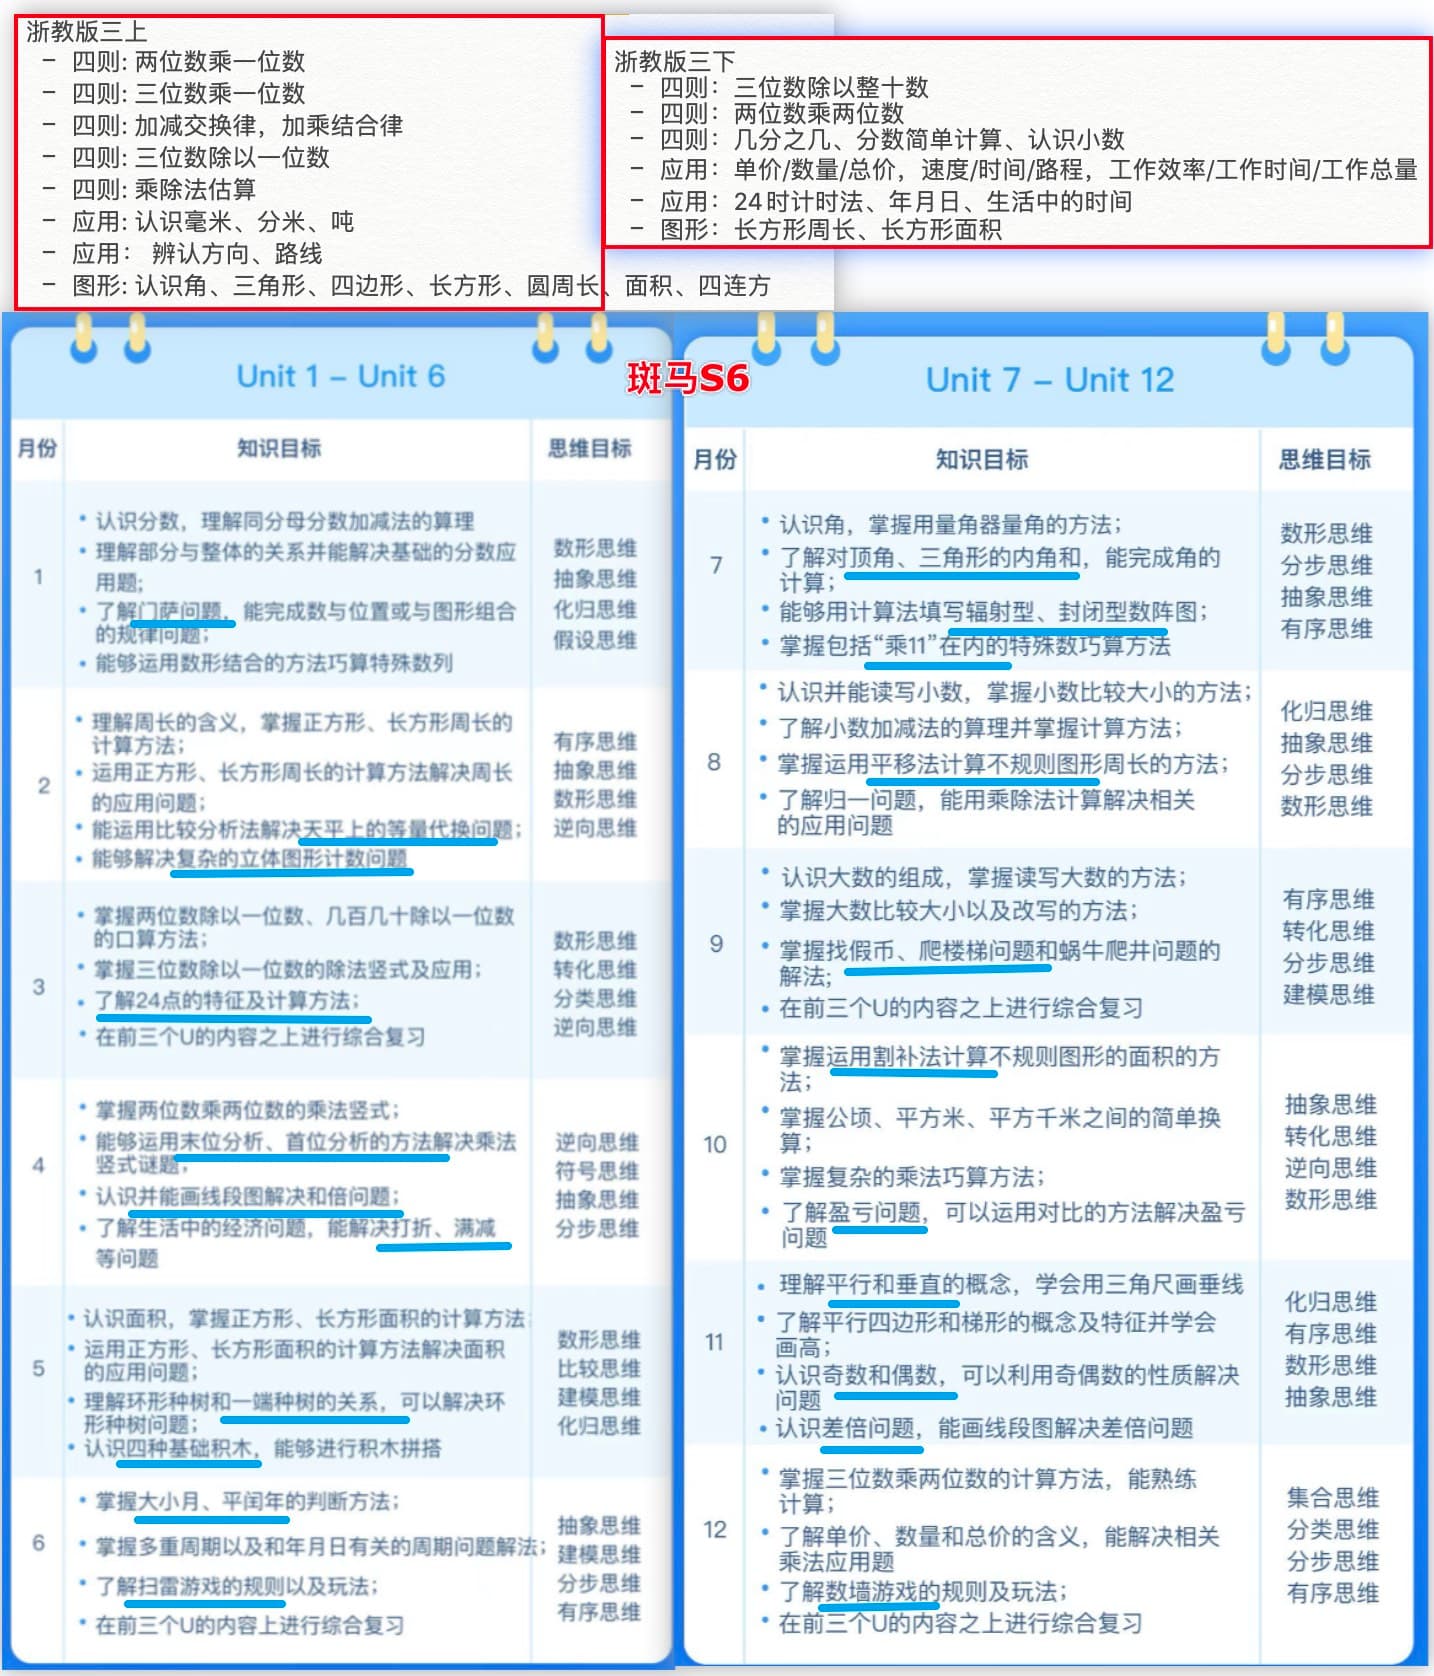 浙教版三上
- 四则: 两位数乘一位数
- 四则: 三位数乘一位数
- 四则: 加减交换律，加乘结合律
- 四则: 三位数除以一位数
- 四则: 乘除法估算
- 应用: 认识毫米、分米、吨
- 应用： 辨认方向、路线
- 图形: 认识角、三角形、四边形、长方形、圆周长、面积、四连方
浙教版三下
- 四则：三位数除以整十数
- 四则：两位数乘两位数
- 四则：几分之几、分数简单计算、认识小数
- 应用：单价/数量/总价，速度/时间/路程，工作效率/工作时间/工作总量
- 应用：24时计时法、年月日、生活中的时间
- 图形：长方形周长、长方形面积
斑马S6
Unit 1 – Unit 6
月份 知识目标 思维目标
1
• 认识分数，理解同分母分数加减法的算理
• 理解部分与整体的关系并能解决基础的分数应
用题；
• 了解门萨问题，能完成数与位置或与图形组合
的规律问题；
• 能够运用数形结合的方法巧算特殊数列
数形思维
抽象思维
化归思维
假设思维
2
• 理解周长的含义，掌握正方形、长方形周长的
计算方法；
• 运用正方形、长方形周长的计算方法解决周长
的应用问题；
• 能运用比较分析法解决天平上的等量代换问题；
• 能够解决复杂的立体图形计数问题
有序思维
抽象思维
数形思维
逆向思维
3
• 掌握两位数除以一位数、几百几十除以一位数
的口算方法；
• 掌握三位数除以一位数的除法竖式及应用；
• 了解24点的特征及计算方法；
• 在前三个U的内容之上进行综合复习
数形思维
转化思维
分类思维
逆向思维
4
• 掌握两位数乘两位数的乘法竖式；
• 能够运用末位分析、首位分析的方法解决乘法
竖式谜题；
• 认识并能画线段图解决和倍问题；
• 了解生活中的经济问题，能解决打折、满减
等问题
逆向思维
符号思维
抽象思维
分步思维
5
• 认识面积，掌握正方形、长方形面积的计算方法；
• 运用正方形、长方形面积的计算方法解决面积
的应用问题；
• 理解环形种树和一端种树的关系，可以解决环
形种树问题；
• 认识四种基础积木，能够进行积木拼搭
数形思维
比较思维
建模思维
化归思维
6
• 掌握大小月、平闰年的判断方法；
• 掌握多重周期以及和年月日有关的周期问题解法；
• 了解扫雷游戏的规则以及玩法；
• 在前三个U的内容上进行综合复习
抽象思维
建模思维
分步思维
有序思维
Unit 7 – Unit 12
月份 知识目标 思维目标
7
• 认识角，掌握用量角器量角的方法；
• 了解对顶角、三角形的内角和，能完成角的
计算；
• 能够用计算法填写辐射型、封闭型数阵图；
• 掌握包括“乘11”在内的特殊数巧算方法
数形思维
分步思维
抽象思维
有序思维
8
• 认识并能读写小数，掌握小数比较大小的方法；
• 了解小数加减法的算理并掌握计算方法；
• 掌握运用平移法计算不规则图形周长的方法；
• 了解归一问题，能用乘除法计算解决相关
的应用问题
化归思维
抽象思维
分步思维
数形思维
9
• 认识大数的组成，掌握读写大数的方法；
• 掌握大数比较大小以及改写的方法；
• 掌握找假币、爬楼梯问题和蜗牛爬井问题的
解法；
• 在前三个U的内容之上进行综合复习
有序思维
转化思维
分步思维
建模思维
10
• 掌握运用割补法计算不规则图形的面积的方
法；
• 掌握公顷、平方米、平方千米之间的简单换
算；
• 掌握复杂的乘法巧算方法；
• 了解盈亏问题，可以运用对比的方法解决盈亏
问题
抽象思维
转化思维
逆向思维
数形思维
11
• 理解平行和垂直的概念，学会用三角尺画垂线
• 了解平行四边形和梯形的概念及特征并学会
画高；
• 认识奇数和偶数，可以利用奇偶数的性质解决
问题
• 认识差倍问题，能画线段图解决差倍问题
化归思维
有序思维
数形思维
抽象思维
12
• 掌握三位数乘两位数的计算方法，能熟练
计算；
• 了解单价、数量和总价的含义，能解决相关
乘法应用题
• 了解数墙游戏的规则及玩法；
• 在前三个U的内容之上进行综合复习
集合思维
分类思维
分步思维
有序思维